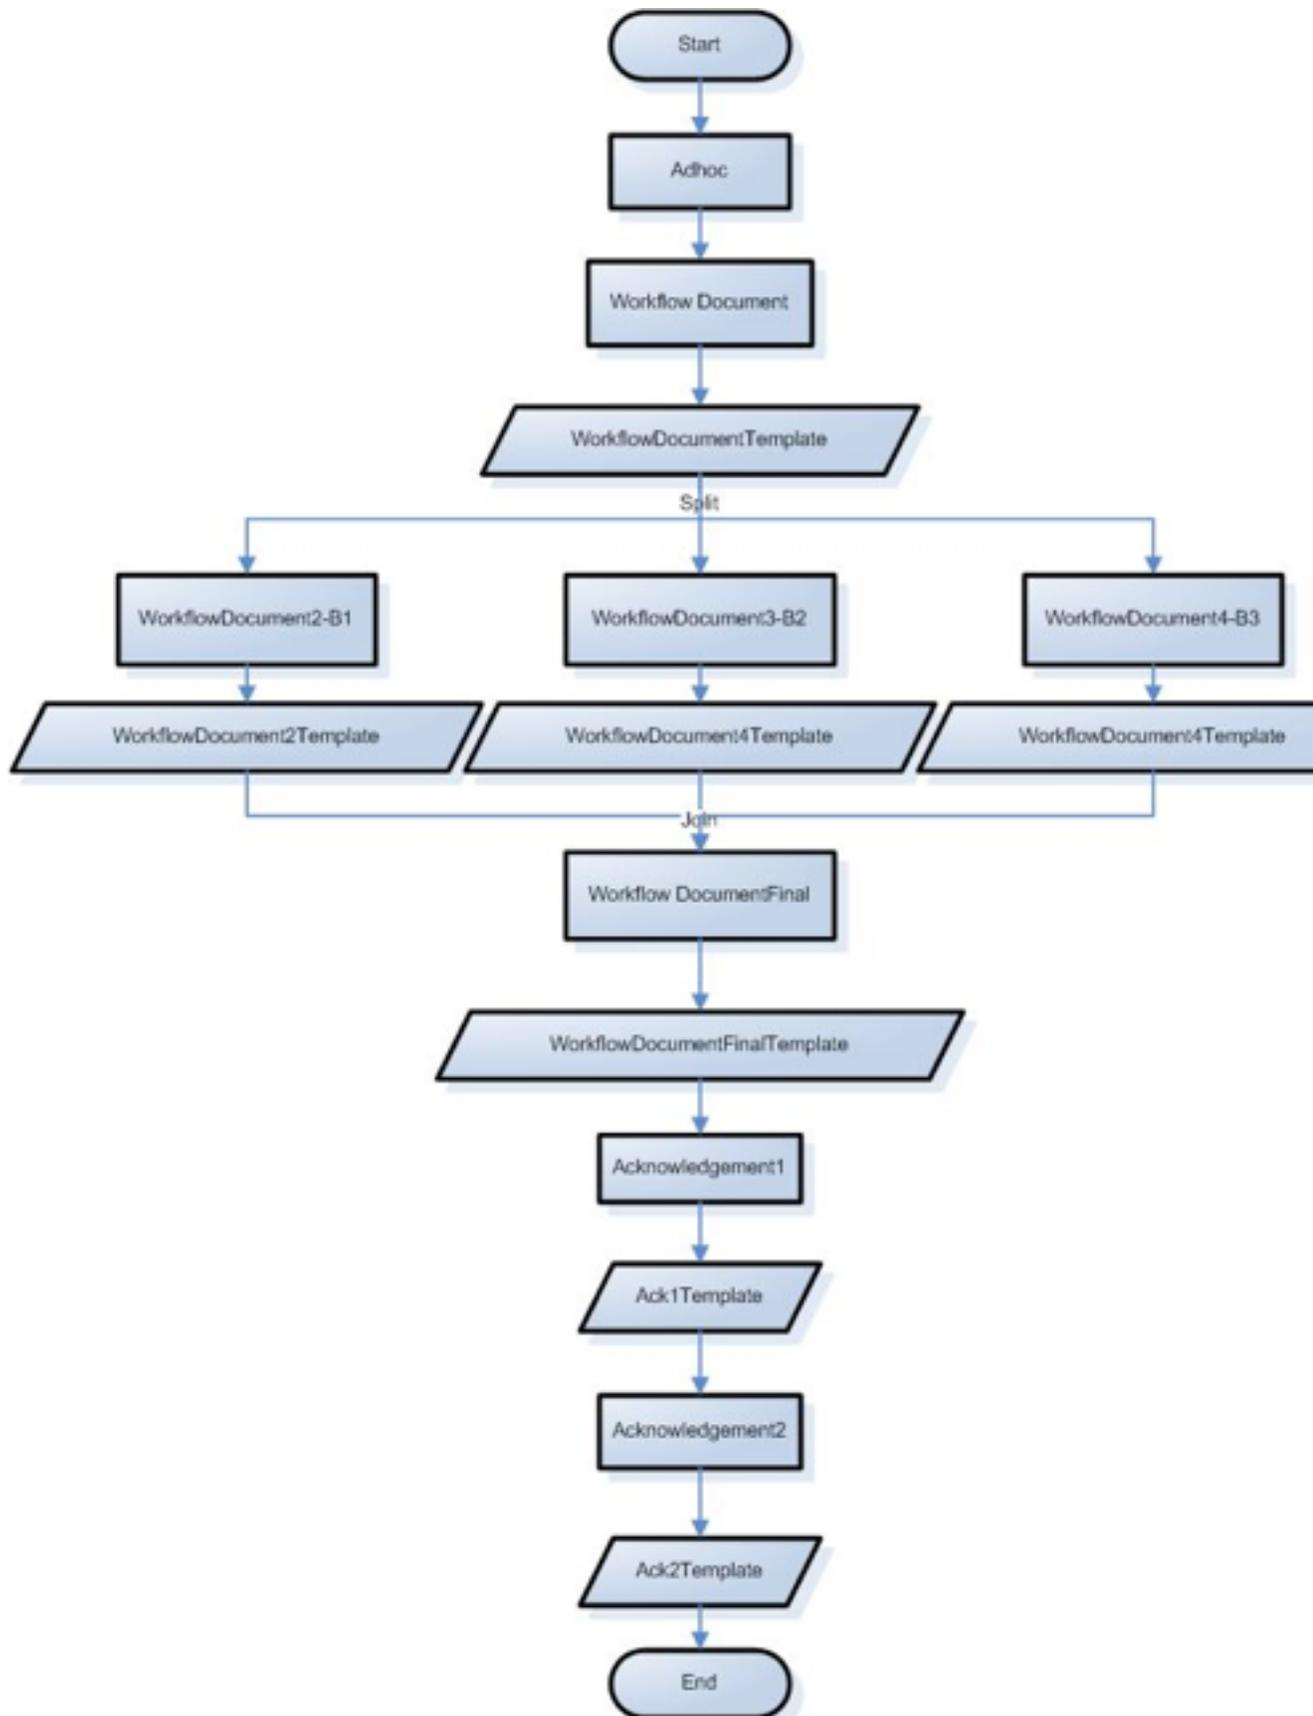 Start
Adhoc
Workflow Document
WorkflowDocumentTemplate
Split
WorkflowDocument2-B1
WorkflowDocument3-B2
WorkflowDocument4-B3
WorkflowDocument2Template
WorkflowDocument4Template
WorkflowDocument4Template
Join
Workflow DocumentFinal
WorkflowDocumentFinalTemplate
Acknowledgement1
Ack1Template
Acknowledgement2
Ack2Template
End